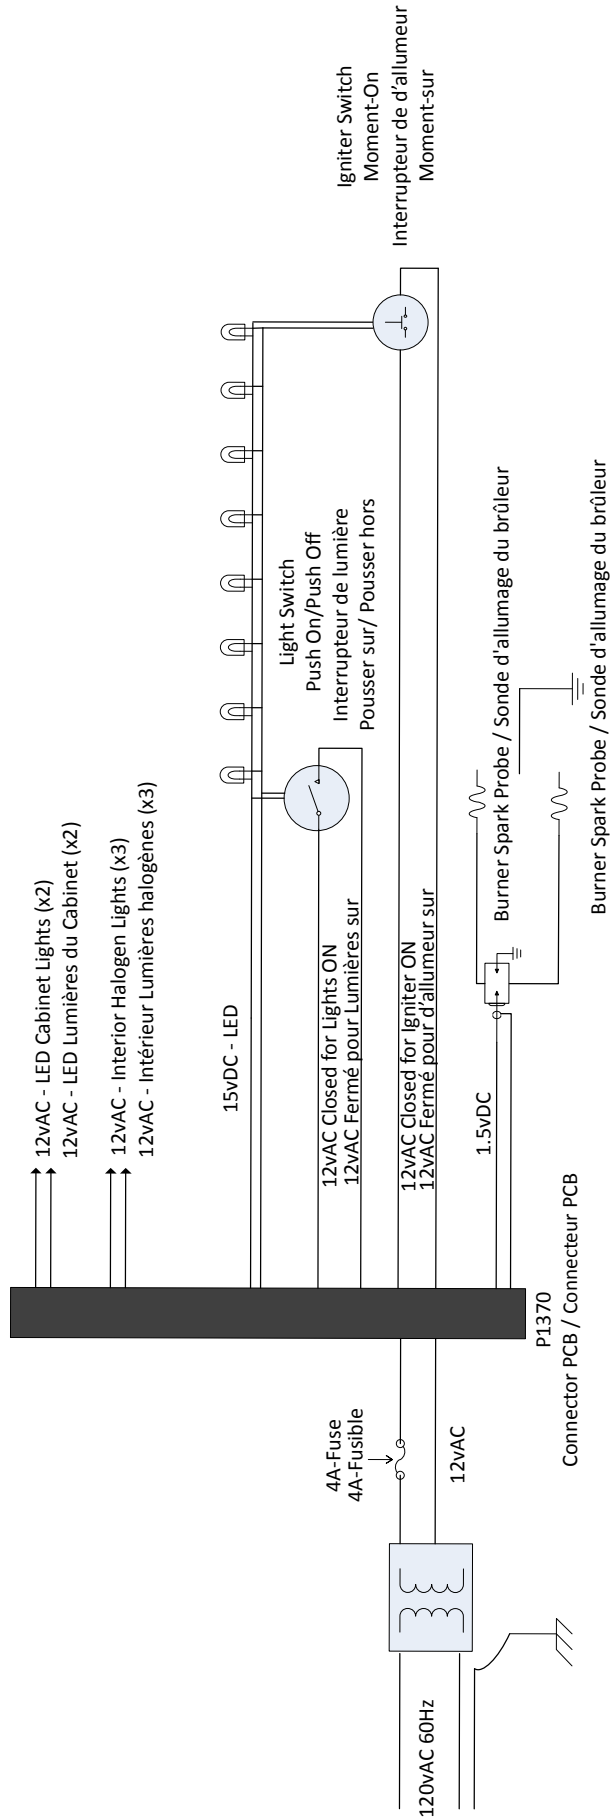 12vAC - LED Cabinet Lights (x2)
12vAC - LED Lumières du Cabinet (x2)
12vAC - Interior Halogen Lights (x3)
12vAC - Intérieur Lumières halogènes (x3)
15vDC - LED
Light Switch
Push On/Push Off
Interrupteur de lumière
Pousser sur/ Pousser hors
Igniter Switch
Moment-On
Interrupteur de d'allumeur
Moment-sur
12vAC Closed for Lights ON
12vAC Fermé pour Lumières sur
12vAC Closed for Igniter ON
12vAC Fermé pour d'allumeur sur
1.5vDC
Burner Spark Probe / Sonde d'allumage du brûleur
Burner Spark Probe / Sonde d'allumage du brûleur
P1370
Connector PCB / Connecteur PCB
4A-Fuse
4A-Fusible
12vAC
120vAC 60Hz